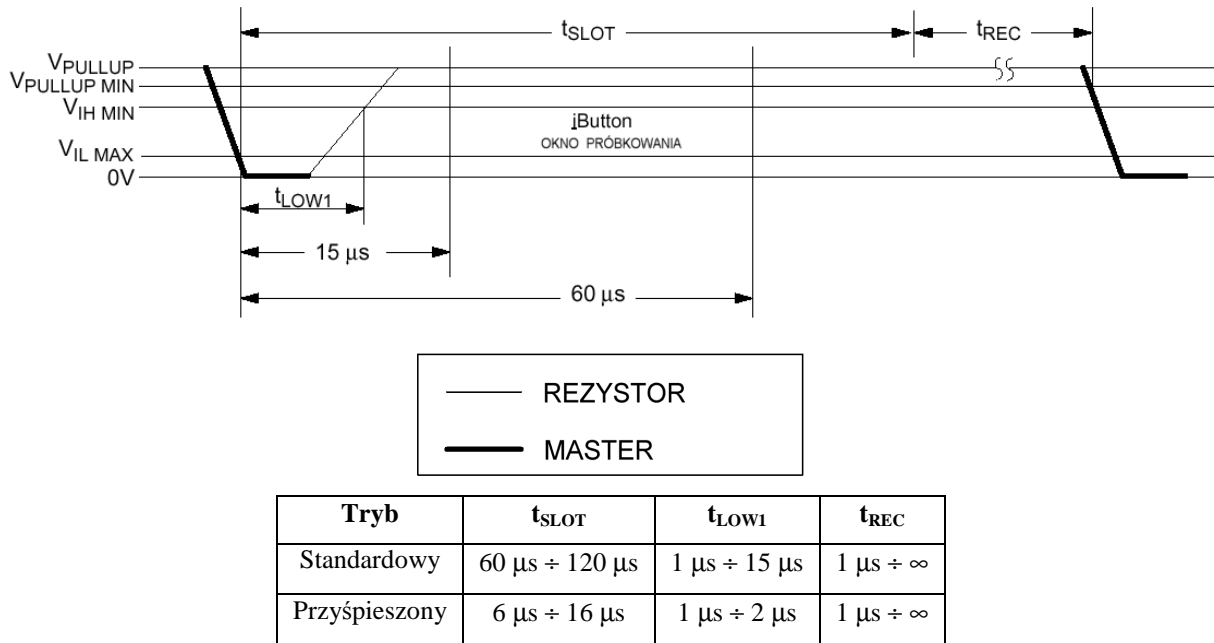 tSLOT
tREC
VPULLUP
VPULLUP MIN
VIH MIN
iButton
OKNO PRÓBKOWANIA
VIL MAX
0V
tLOW1
15 µs
60 µs
REZYSTOR
MASTER
Tryb tSLOT tLOW1 tREC
Standardowy 60 µs ÷ 120 µs 1 µs ÷ 15 µs 1 µs ÷ ∞
Przyśpieszony 6 µs ÷ 16 µs 1 µs ÷ 2 µs 1 µs ÷ ∞